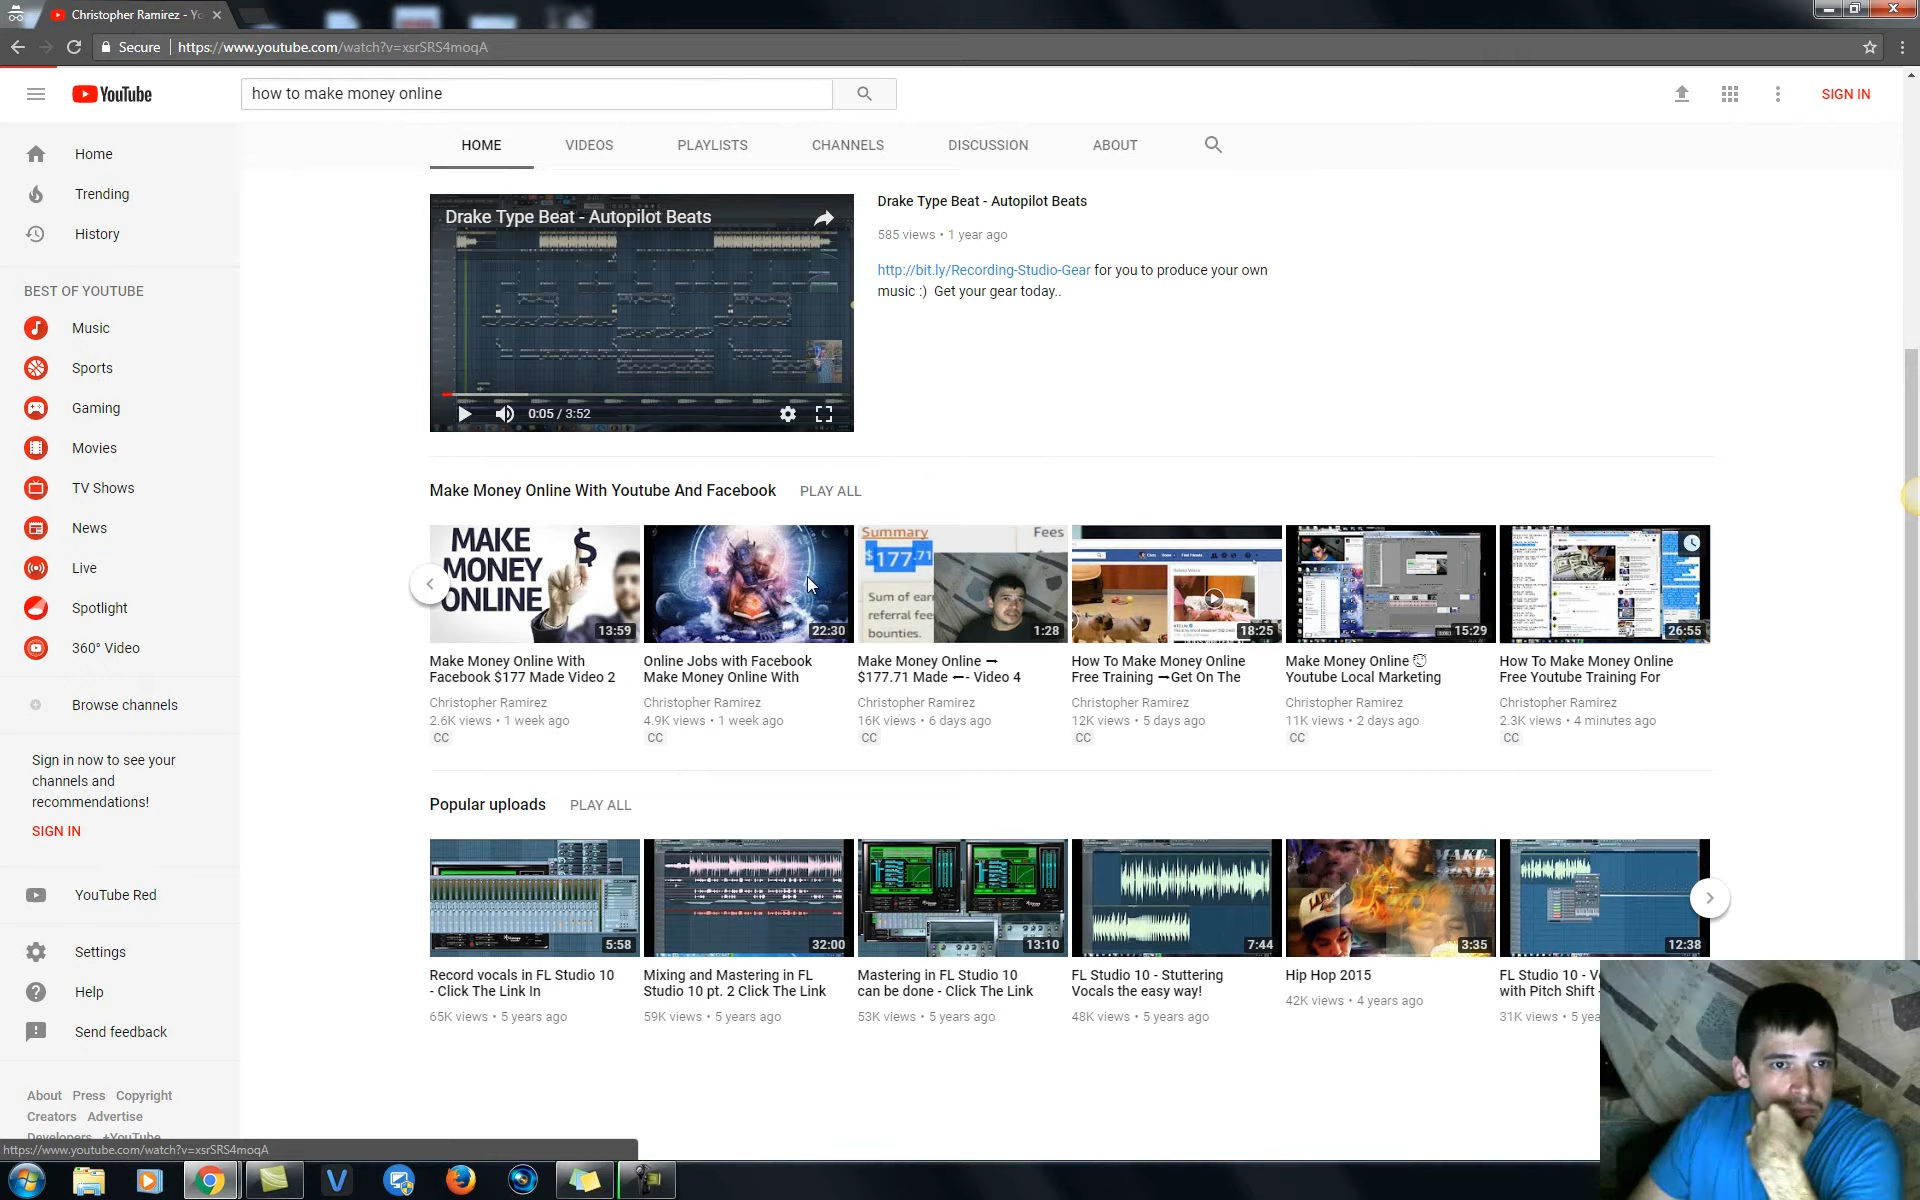 Christopher Ramirez - Yo
Secure
https://www.youtube.com/watch?v=xsrSRS4moqA
YouTube
how to make money online
SIGN IN
HOME
VIDEOS
PLAYLISTS
CHANNELS
DISCUSSION
ABOUT
Home
Trending
History
BEST OF YOUTUBE
Music
Sports
Gaming
Movies
TV Shows
News
Live
Spotlight
360° Video
Browse channels
Sign in now to see your
channels and
recommendations!
SIGN IN
YouTube Red
Settings
Help
Send feedback
About Press Copyright
Creators Advertise
Developers +YouTube
Drake Type Beat - Autopilot Beats
0:05 / 3:52
Drake Type Beat - Autopilot Beats
585 views • 1 year ago
http://bit.ly/Recording-Studio-Gear for you to produce your own
music :) Get your gear today..
Make Money Online With Youtube And Facebook PLAY ALL
MAKE
MONEY
ONLINE
$
13:59
Make Money Online With
Facebook $177 Made Video 2
Christopher Ramirez
2.6K views • 1 week ago
CC
22:30
Online Jobs with Facebook
Make Money Online With
Christopher Ramirez
4.9K views • 1 week ago
CC
Summary
Fees
$177.71
Sum of earn
referral fee
bounties.
1:28
Make Money Online ➞
$177.71 Made ⬅- Video 4
Christopher Ramirez
16K views • 6 days ago
CC
18:25
How To Make Money Online
Free Training ➞Get On The
Christopher Ramirez
12K views • 5 days ago
CC
15:29
Make Money Online
Youtube Local Marketing
Christopher Ramirez
11K views • 2 days ago
CC
26:55
How To Make Money Online
Free Youtube Training For
Christopher Ramirez
2.3K views • 4 minutes ago
CC
Popular uploads PLAY ALL
5:58
Record vocals in FL Studio 10
- Click The Link In
65K views • 5 years ago
32:00
Mixing and Mastering in FL
Studio 10 pt. 2 Click The Link
59K views • 5 years ago
13:10
Mastering in FL Studio 10
can be done - Click The Link
53K views • 5 years ago
7:44
FL Studio 10 - Stuttering
Vocals the easy way!
48K views • 5 years ago
3:35
Hip Hop 2015
42K views • 4 years ago
12:38
FL Studio 10 - V
with Pitch Shift -
31K views • 5 yea
https://www.youtube.com/watch?v=xsrSRS4moqA